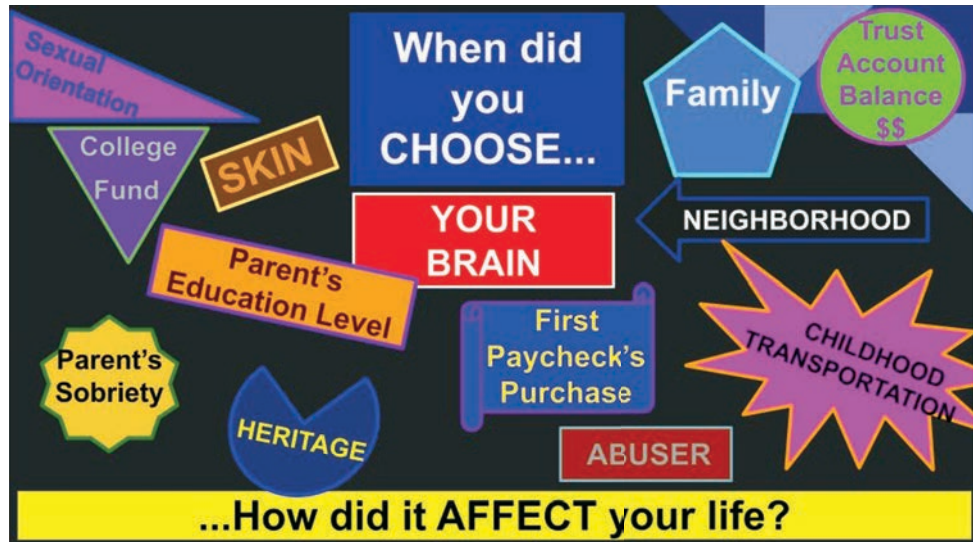 Sexual
Orientation
When did
you
CHOOSE...
Family
Trust
Account
Balance
$$
College
Fund
SKIN
YOUR
BRAIN
NEIGHBORHOOD
Parent's
Education Level
First
Paycheck's
Purchase
CHILDHOOD
TRANSPORTATION
Parent's
Sobriety
HERITAGE
ABUSER
...How did it AFFECT your life?